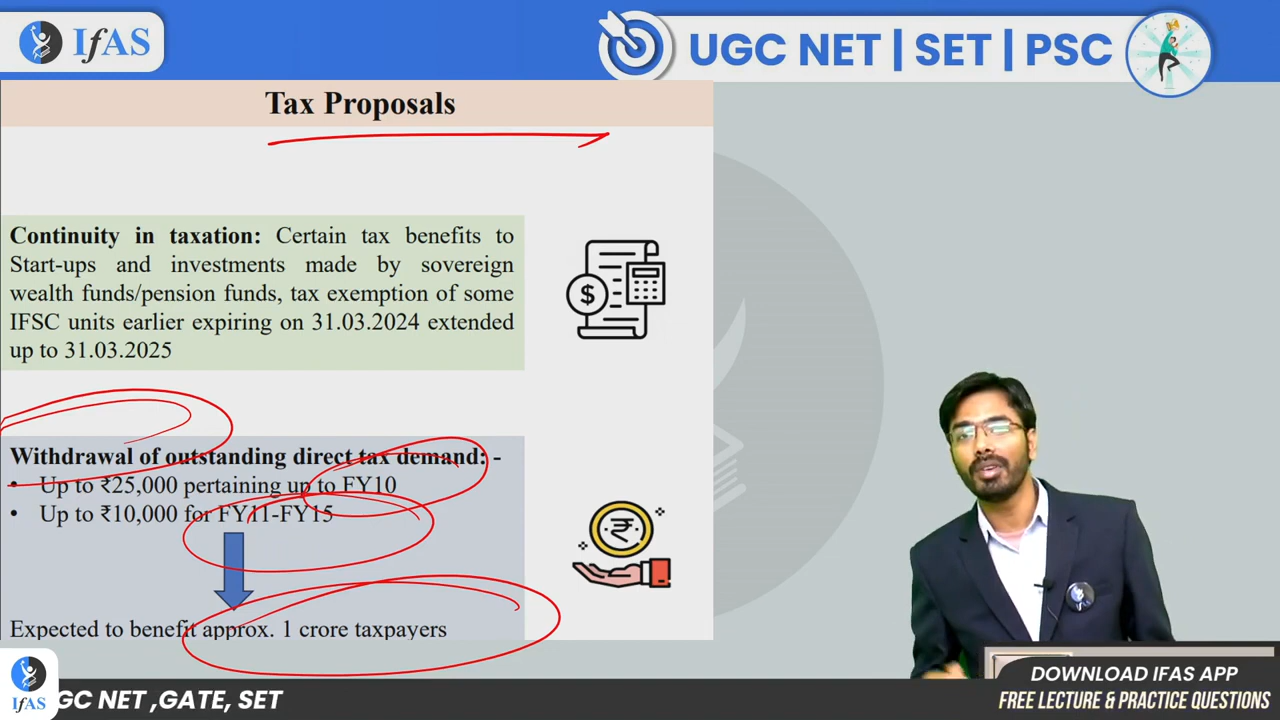 IfAS
UGC NET | SET | PSC
Tax Proposals
Continuity in taxation: Certain tax benefits to
Start-ups and investments made by sovereign
wealth funds/pension funds, tax exemption of some
IFSC units earlier expiring on 31.03.2024 extended
up to 31.03.2025
$
Withdrawal of outstanding direct tax demand: -
• Up to ₹25,000 pertaining up to FY10
• Up to ₹10,000 for FY11-FY15
₹
Expected to benefit approx. 1 crore taxpayers
IfAS
GC NET ,GATE, SET
DOWNLOAD IFAS APP
FREE LECTURE & PRACTICE QUESTIONS